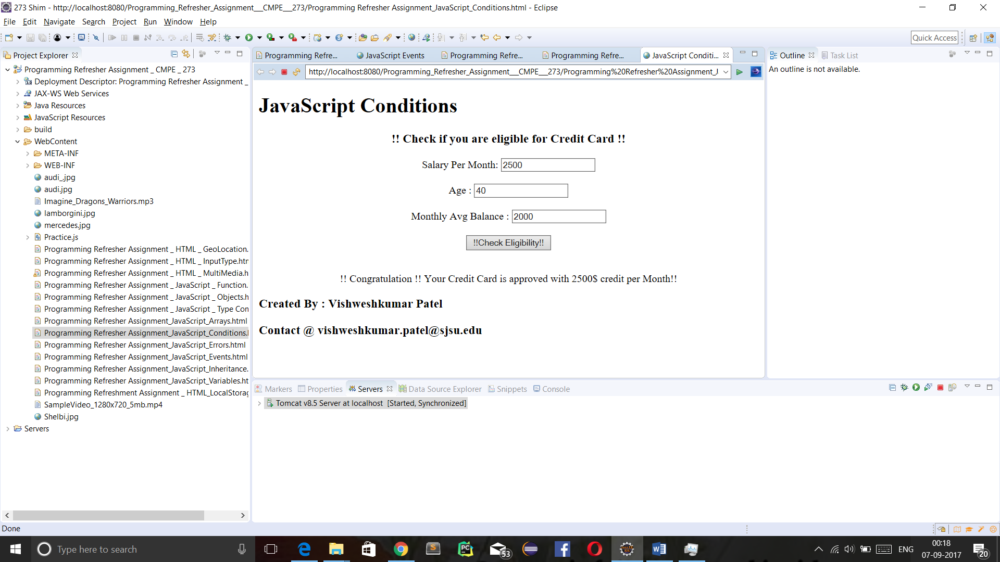 273 Shim - http://localhost:8080/Programming_Refresher_Assignment___CMPE___273/Programming Refresher Assignment_JavaScript_Conditions.html - Eclipse
File Edit Navigate Search Project Run Window Help
Quick Access
Project Explorer
Programming Refresher Assignment _ CMPE _ 273
Deployment Descriptor: Programming Refresher Assignment _
JAX-WS Web Services
Java Resources
JavaScript Resources
build
WebContent
META-INF
WEB-INF
audi_.jpg
audi.jpg
Imagine_Dragons_Warriors.mp3
lamborgini.jpg
mercedes.jpg
Practice.js
Programming Refresher Assignment _ HTML _ GeoLocation.
Programming Refresher Assignment _ HTML _ InputType.htm
Programming Refresher Assignment _ HTML _ MultiMedia.h
Programming Refresher Assignment _ JavaScript _ Function.
Programming Refresher Assignment _ JavaScript _ Objects.h
Programming Refresher Assignment _ JavaScript _ Type Con
Programming Refresher Assignment_JavaScript_Arrays.html
Programming Refresher Assignment_JavaScript_Conditions.
Programming Refresher Assignment_JavaScript_Errors.html
Programming Refresher Assignment_JavaScript_Events.html
Programming Refresher Assignment_JavaScript_Inheritance.
Programming Refresher Assignment_JavaScript_Variables.ht
Programming Refreshment Assignment _ HTML_LocalStorag
SampleVideo_1280x720_5mb.mp4
Shelbi.jpg
Servers
Programming Refre... JavaScript Events Programming Refre... Programming Refre... JavaScript Conditi...
http://localhost:8080/Programming_Refresher_Assignment___CMPE___273/Programming%20Refresher%20Assignment_J
JavaScript Conditions
!! Check if you are eligible for Credit Card !!
Salary Per Month: 2500
Age : 40
Monthly Avg Balance : 2000
!!Check Eligibility!!
!! Congratulation !! Your Credit Card is approved with 2500$ credit per Month!!
Created By : Vishweshkumar Patel
Contact @ vishweshkumar.patel@sjsu.edu
Outline Task List
An outline is not available.
Markers Properties Servers Data Source Explorer Snippets Console
Tomcat v8.5 Server at localhost [Started, Synchronized]
Done
Type here to search
53
ENG
00:18
07-09-2017
20